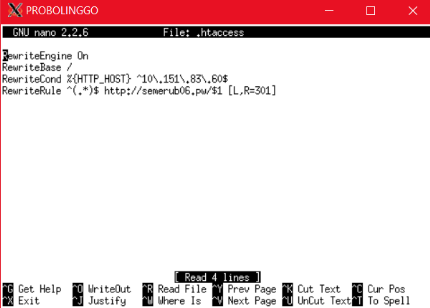 PROBOLINGGO
GNU nano 2.2.6 File: .htaccess
RewriteEngine On
RewriteBase /
RewriteCond %{HTTP_HOST} ^10\.151\.83\.60$
RewriteRule ^(.*)$ http://semerub06.pw/$1 [L,R=301]
[ Read 4 lines ]
^G Get Help ^O WriteOut ^R Read File ^Y Prev Page ^K Cut Text ^C Cur Pos
^X Exit ^J Justify ^W Where Is ^V Next Page ^U UnCut Text ^T To Spell